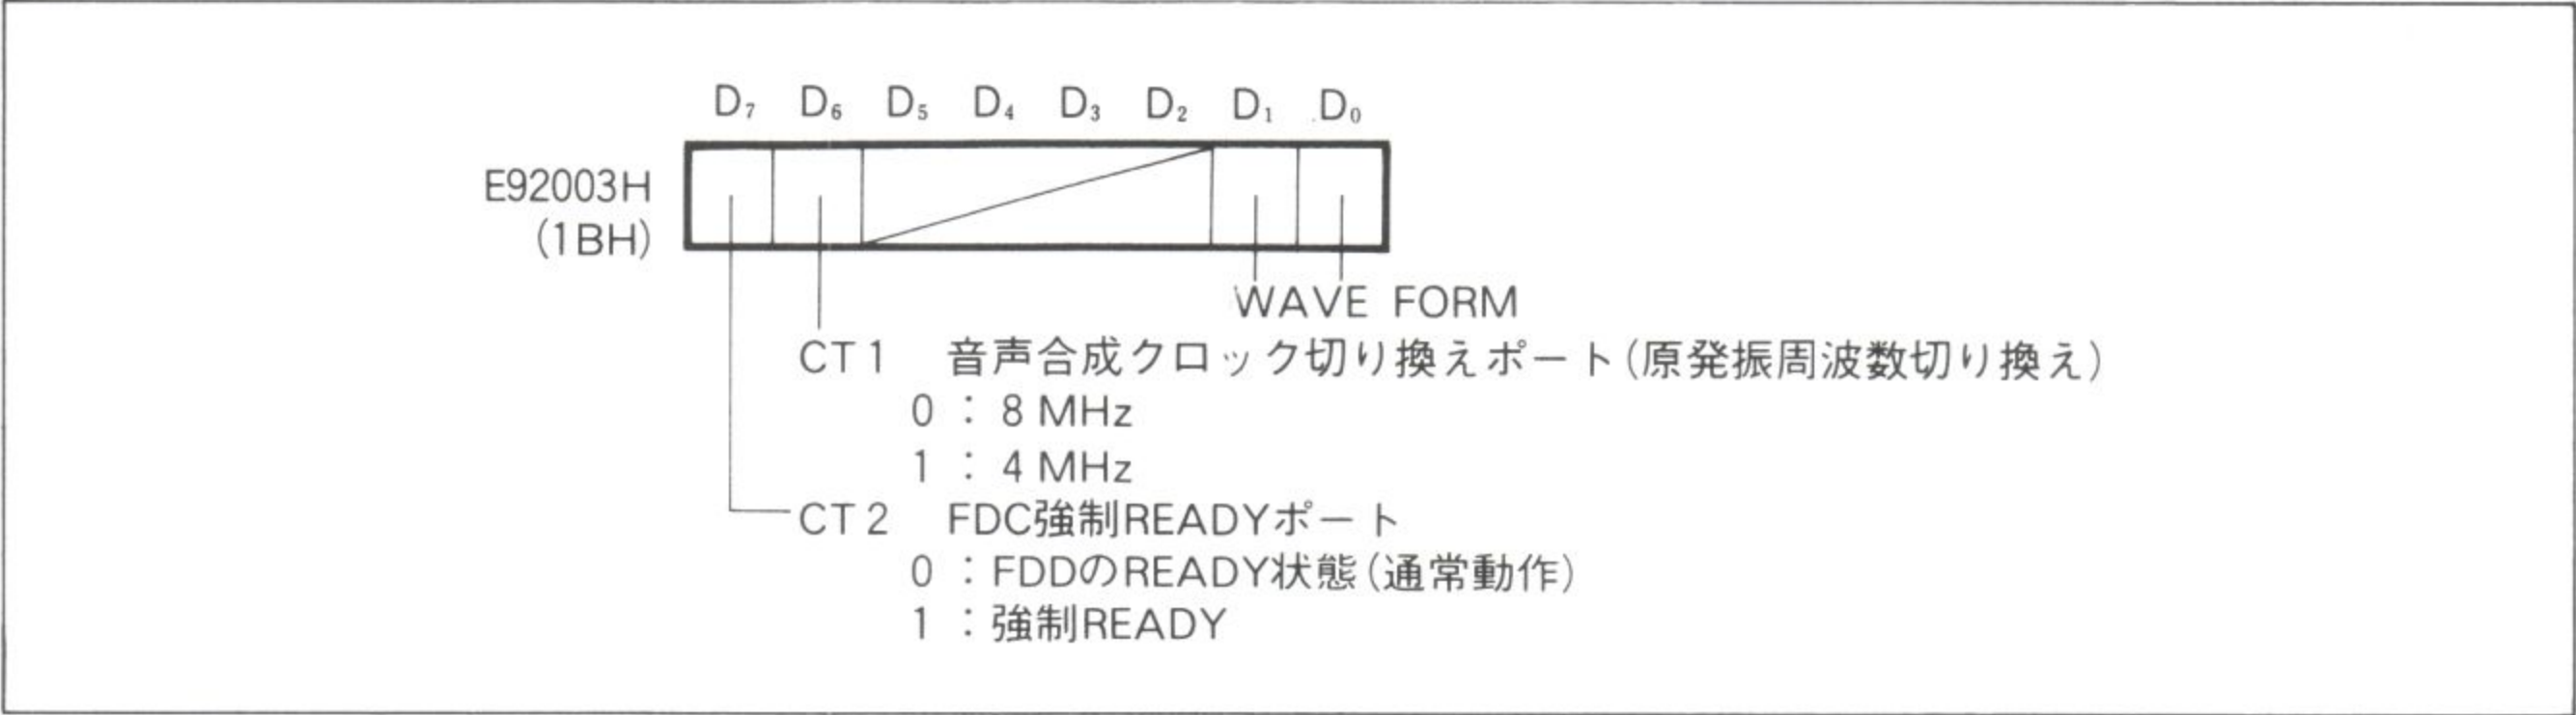 D₇ D₆ D₅ D₄ D₃ D₂ D₁ D₀
E92003H
(1BH)
WAVE FORM
CT1 音声合成クロック切り換えポート(原発振周波数切り換え)
0 : 8 MHz
1 : 4 MHz
CT2 FDC強制READYポート
0 : FDDのREADY状態(通常動作)
1 : 強制READY